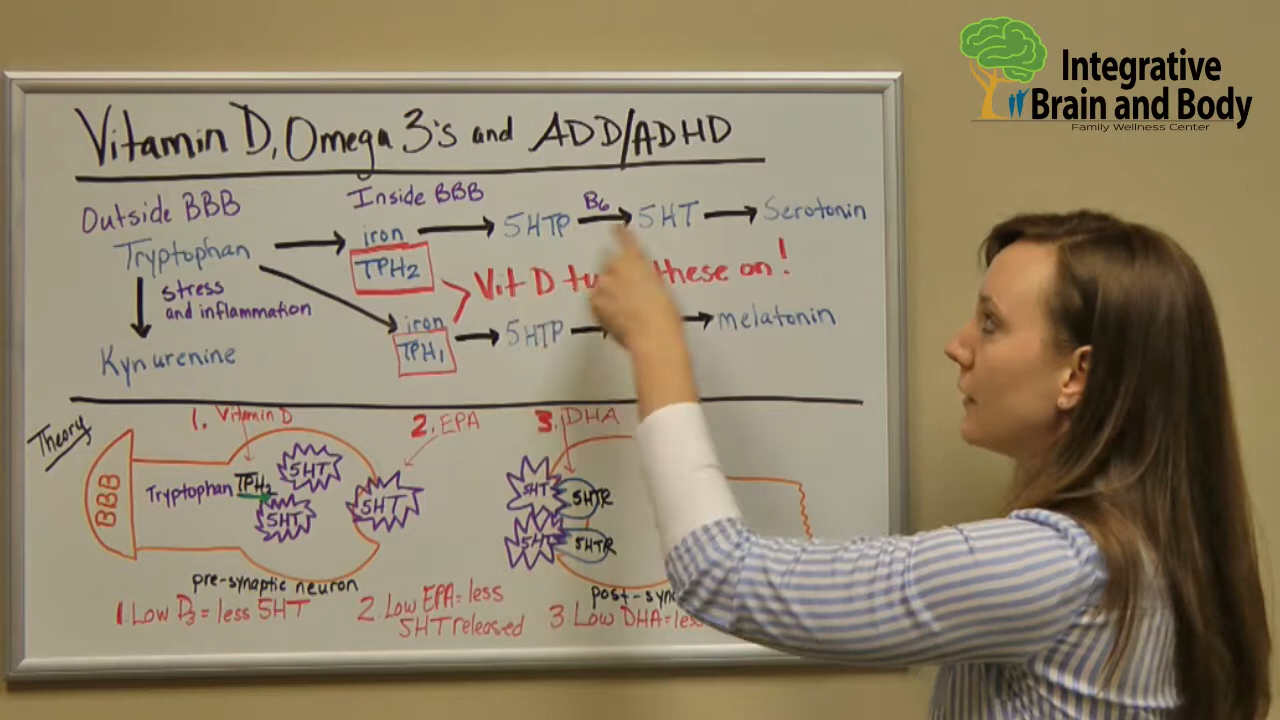 Integrative
Brain and Body
Family Wellness Center
Vitamin D, Omega 3's and ADD/ADHD
Outside BBB
Inside BBB
Tryptophan
iron
TPH2
5HTP
B6
5HT
Serotonin
stress
and inflammation
Vit D these on!
iron
TPH1
5HTP
melatonin
Kynurenine
Theory
1. Vitamin D
2. EPA
3. DHA
BBB
Tryptophan TPH2
5HT
5HT
5HT
5HT
5HT
5HTR
5HTR
pre-synaptic neuron
1. Low D3 = less 5HT
2. Low EPA = less
5HT released
3 Low DHA = less